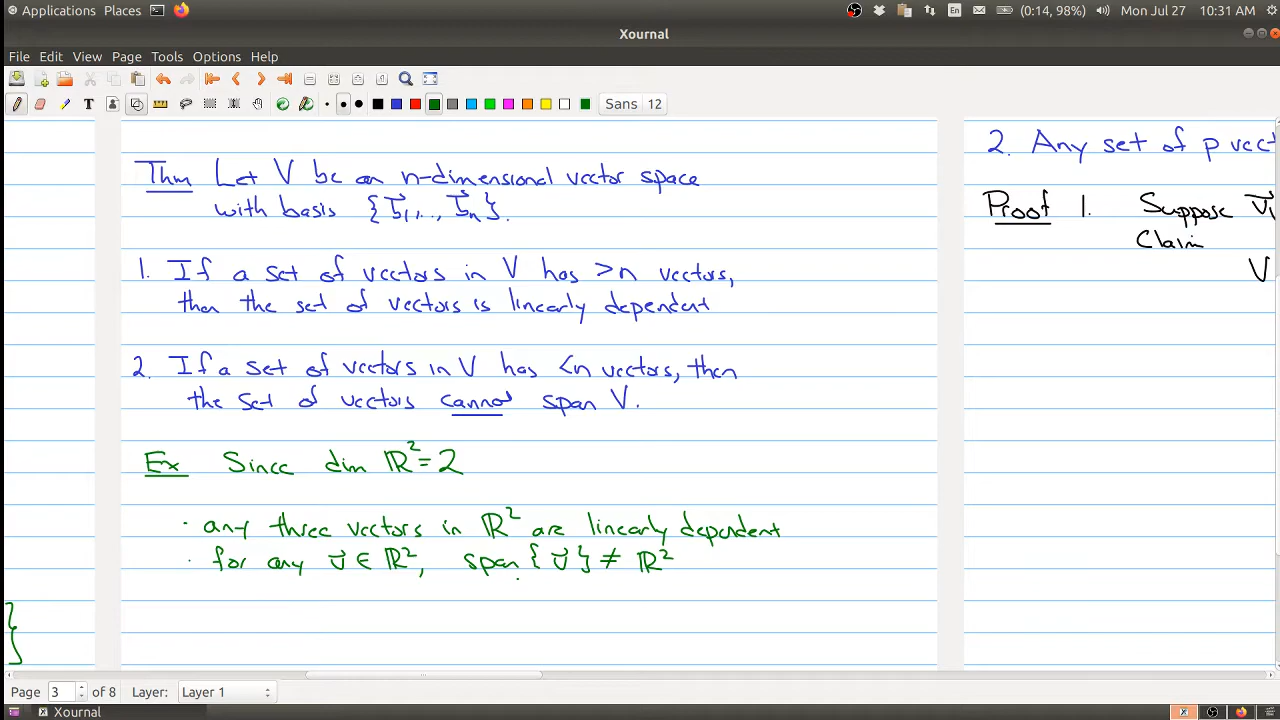 Applications Places En (0:14, 98%) Mon Jul 27 10:31 AM
Xournal
File Edit View Page Tools Options Help
Sans 12
Thm Let V be an n-dimensional vector space
with basis {b⃗₁,..., b⃗ₙ}.
1. If a set of vectors in V has >n vectors,
then the set of vectors is linearly dependent
2. If a set of vectors in V has <n vectors, then
the set of vectors cannot span V.
Ex Since dim ℝ² = 2
· any three vectors in ℝ² are linearly dependent
· for any v⃗ ∈ ℝ², span{v⃗} ≠ ℝ²
}
2. Any set of p vect
Proof 1. Suppose v⃗₁
Claim
V
Page 3 of 8 Layer: Layer 1
Xournal